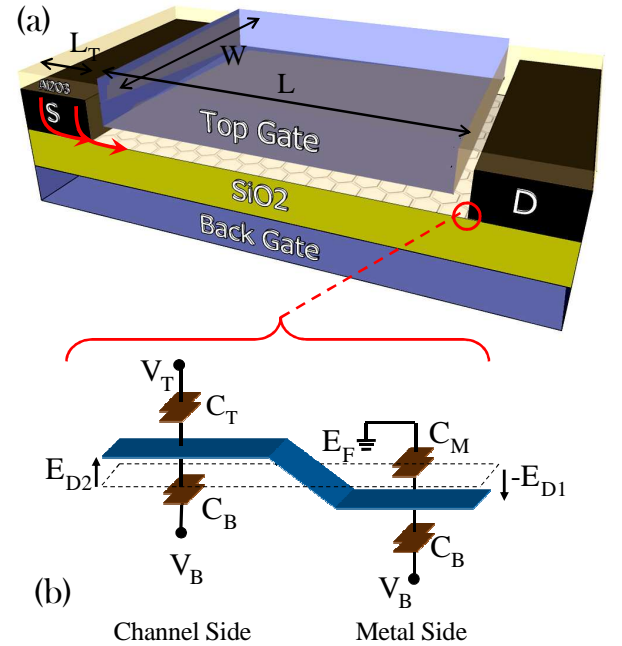 (a)
L_T
W
L
Al2O3
S
Top Gate
SiO2
D
Back Gate
V_T
C_T
E_F
C_M
E_D2
-E_D1
C_B
C_B
V_B
V_B
(b)
Channel Side
Metal Side